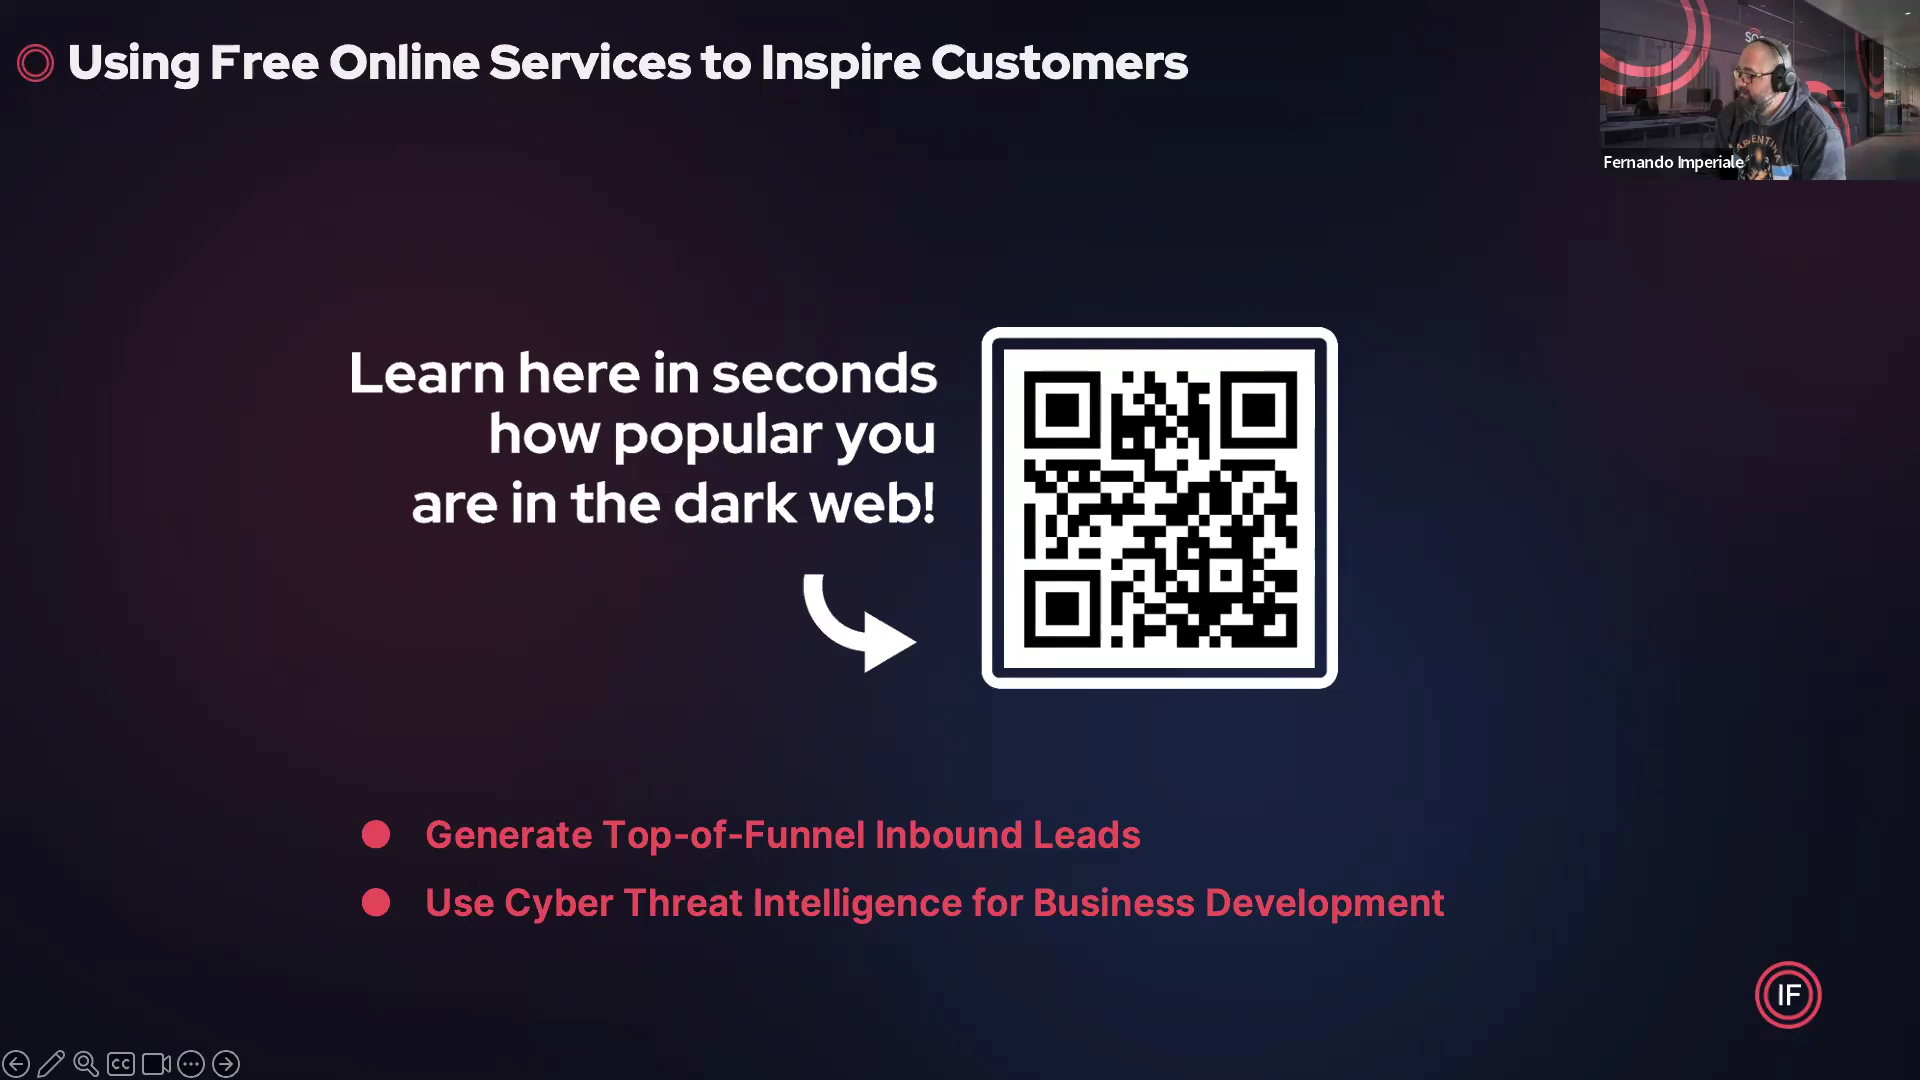 Using Free Online Services to Inspire Customers
Fernando Imperiale
Learn here in seconds
how popular you
are in the dark web!
Generate Top-of-Funnel Inbound Leads
Use Cyber Threat Intelligence for Business Development
IF
CC